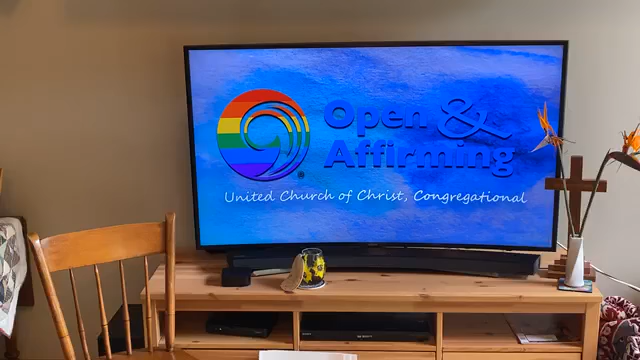 Open &
Affirming
®
United Church of Christ, Congregational